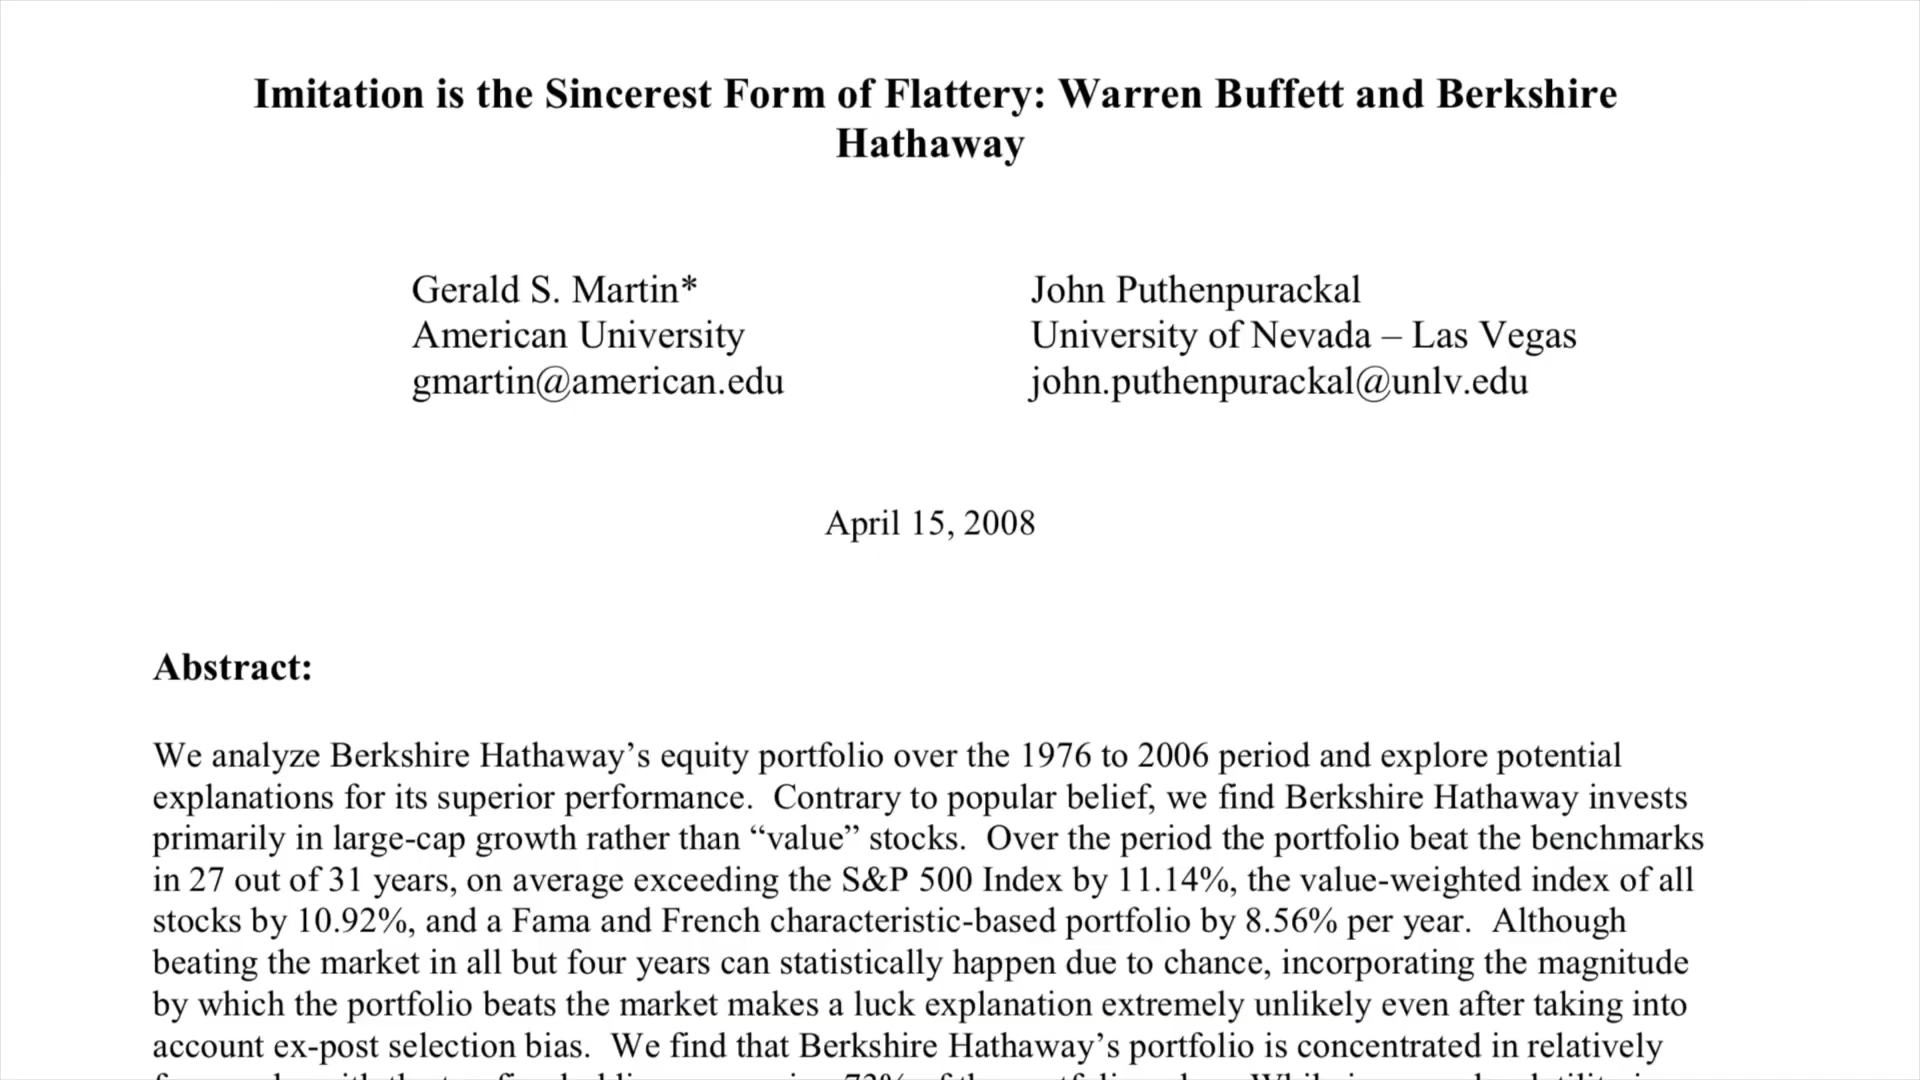 Imitation is the Sincerest Form of Flattery: Warren Buffett and Berkshire
Hathaway
Gerald S. Martin*
American University
gmartin@american.edu
John Puthenpurackal
University of Nevada – Las Vegas
john.puthenpurackal@unlv.edu
April 15, 2008
Abstract:
We analyze Berkshire Hathaway’s equity portfolio over the 1976 to 2006 period and explore potential
explanations for its superior performance.  Contrary to popular belief, we find Berkshire Hathaway invests
primarily in large-cap growth rather than “value” stocks.  Over the period the portfolio beat the benchmarks
in 27 out of 31 years, on average exceeding the S&P 500 Index by 11.14%, the value-weighted index of all
stocks by 10.92%, and a Fama and French characteristic-based portfolio by 8.56% per year.  Although
beating the market in all but four years can statistically happen due to chance, incorporating the magnitude
by which the portfolio beats the market makes a luck explanation extremely unlikely even after taking into
account ex-post selection bias.  We find that Berkshire Hathaway’s portfolio is concentrated in relatively